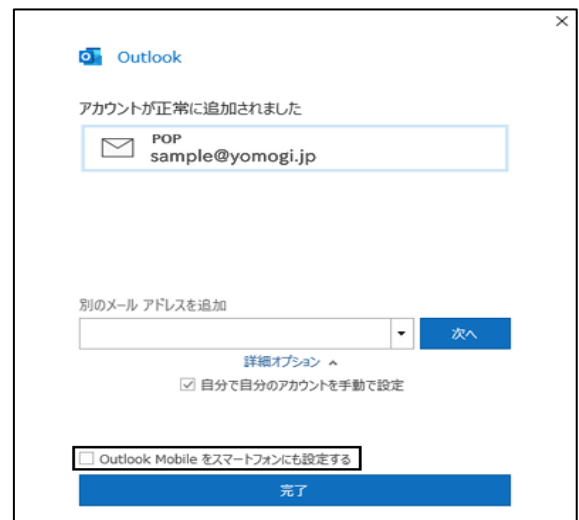 Outlook
アカウントが正常に追加されました
POP
sample@yomogi.jp
別のメール アドレスを追加
次へ
詳細オプション
自分で自分のアカウントを手動で設定
Outlook Mobile をスマートフォンにも設定する
完了